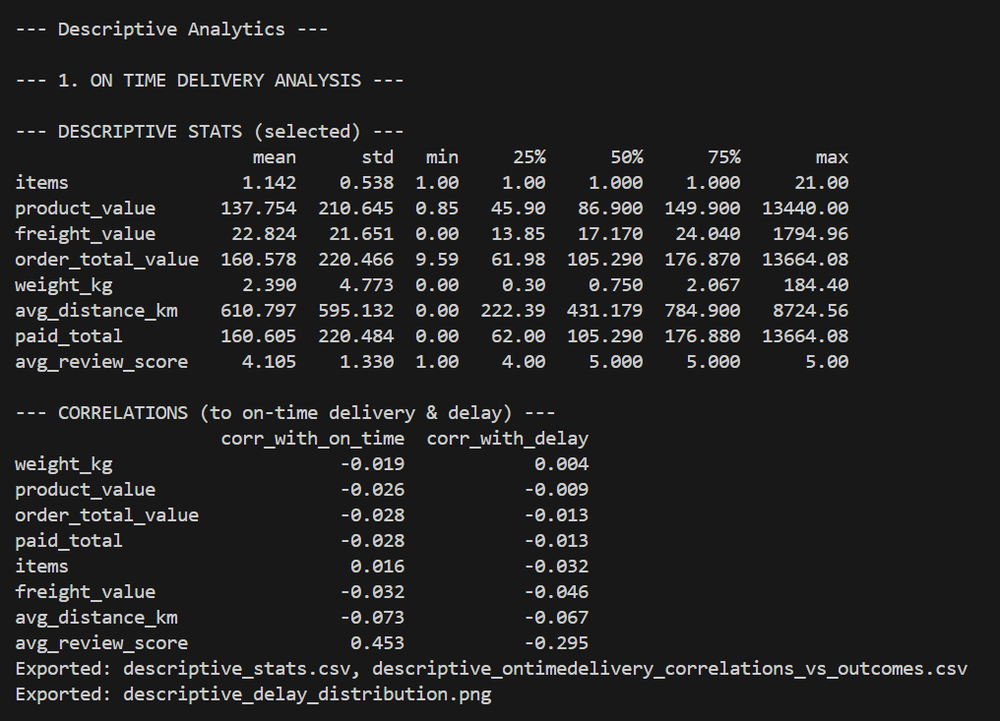 --- Descriptive Analytics ---
--- 1. ON TIME DELIVERY ANALYSIS ---
--- DESCRIPTIVE STATS (selected) ---
                      mean      std   min     25%      50%      75%       max
items                1.142    0.538  1.00    1.00    1.000    1.000     21.00
product_value      137.754  210.645  0.85   45.90   86.900  149.900  13440.00
freight_value       22.824   21.651  0.00   13.85   17.170   24.040   1794.96
order_total_value  160.578  220.466  9.59   61.98  105.290  176.870  13664.08
weight_kg            2.390    4.773  0.00    0.30    0.750    2.067    184.40
avg_distance_km    610.797  595.132  0.00  222.39  431.179  784.900   8724.56
paid_total         160.605  220.484  0.00   62.00  105.290  176.880  13664.08
avg_review_score     4.105    1.330  1.00    4.00    5.000    5.000      5.00
--- CORRELATIONS (to on-time delivery & delay) ---
                   corr_with_on_time  corr_with_delay
weight_kg                     -0.019            0.004
product_value                 -0.026           -0.009
order_total_value             -0.028           -0.013
paid_total                    -0.028           -0.013
items                          0.016           -0.032
freight_value                 -0.032           -0.046
avg_distance_km               -0.073           -0.067
avg_review_score               0.453           -0.295
Exported: descriptive_stats.csv, descriptive_ontimedelivery_correlations_vs_outcomes.csv
Exported: descriptive_delay_distribution.png